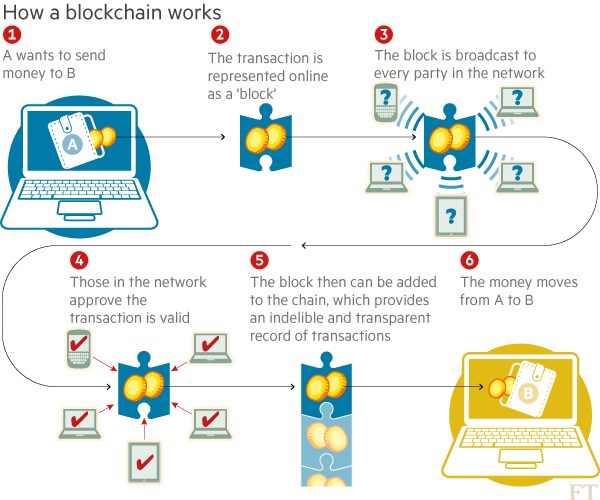 How a blockchain works
1
A wants to send
money to B
A
2
The transaction is
represented online
as a 'block'
3
The block is broadcast to
every party in the network
?
?
?
?
?
4
Those in the network
approve the
transaction is valid
5
The block then can be added
to the chain, which provides
an indelible and transparent
record of transactions
6
The money moves
from A to B
B
FT